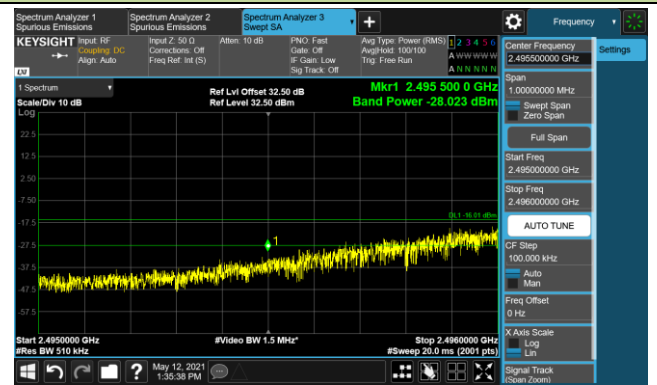 Spectrum Analyzer 1
Spurious Emissions
Spectrum Analyzer 2
Spurious Emissions
Spectrum Analyzer 3
Swept SA
Frequency
KEYSIGHT
Input: RF
Coupling: DC
Align: Auto
Input Z: 50 Ω
Corrections: Off
Freq Ref: Int (S)
Atten: 10 dB
PNO: Fast
Gate: Off
IF Gain: Low
Sig Track: Off
Avg Type: Power (RMS)
Avg|Hold: 100/100
Trig: Free Run
1 2 3 4 5 6
A W W W W W
A N N N N N
LXI
1 Spectrum
Scale/Div 10 dB
Log
Ref Lvl Offset 32.50 dB
Ref Level 32.50 dBm
Mkr1 2.495 500 0 GHz
Band Power -28.023 dBm
22.5
12.5
2.50
-7.50
-17.5
-27.5
-37.5
-47.5
-57.5
DL1 -16.01 dBm
1
Start 2.4950000 GHz
#Res BW 510 kHz
#Video BW 1.5 MHz*
Stop 2.4960000 GHz
#Sweep 20.0 ms (2001 pts)
May 12, 2021
1:35:38 PM
Center Frequency
2.495500000 GHz
Settings
Span
1.00000000 MHz
Swept Span
Zero Span
Full Span
Start Freq
2.495000000 GHz
Stop Freq
2.496000000 GHz
AUTO TUNE
CF Step
100.000 kHz
Auto
Man
Freq Offset
0 Hz
X Axis Scale
Log
Lin
Signal Track
(Span Zoom)